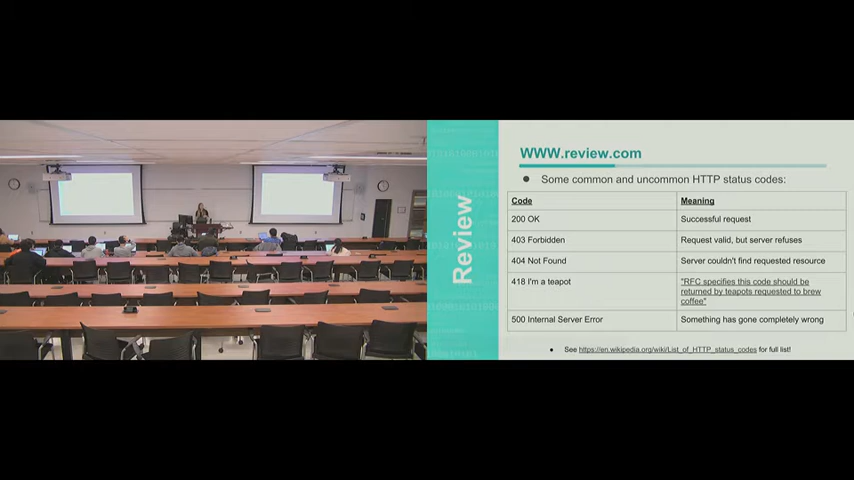 Review
WWW.review.com
● Some common and uncommon HTTP status codes:
Code Meaning
200 OK Successful request
403 Forbidden Request valid, but server refuses
404 Not Found Server couldn't find requested resource
418 I'm a teapot "RFC specifies this code should be
returned by teapots requested to brew
coffee"
500 Internal Server Error Something has gone completely wrong
● See https://en.wikipedia.org/wiki/List_of_HTTP_status_codes for full list!